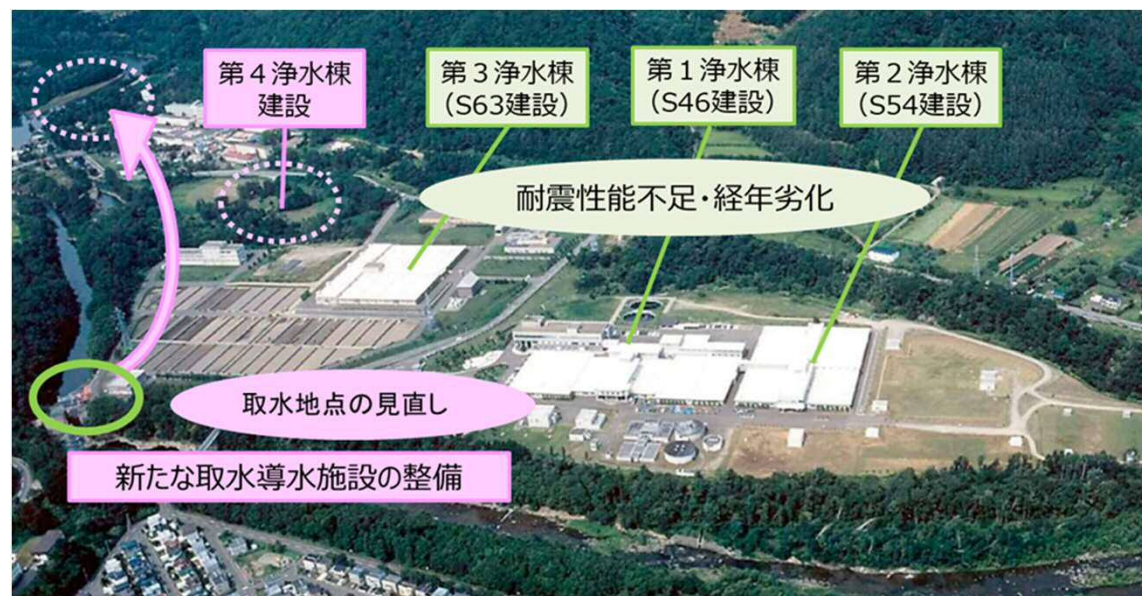 第４浄水棟
建設
第３浄水棟
（S63建設）
第１浄水棟
（S46建設）
第２浄水棟
（S54建設）
耐震性能不足・経年劣化
取水地点の見直し
新たな取水導水施設の整備